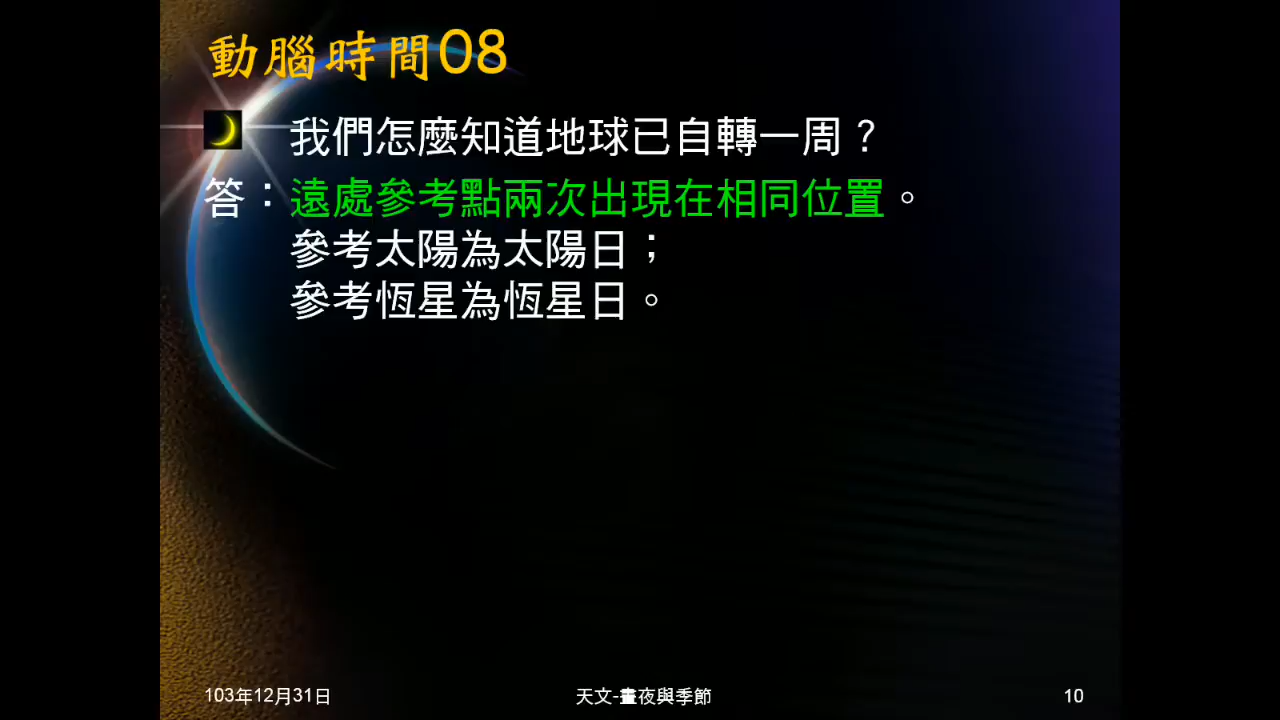 動腦時間08
我們怎麼知道地球已自轉一周？
答：遠處參考點兩次出現在相同位置。
參考太陽為太陽日；
參考恆星為恆星日。
103年12月31日
天文-晝夜與季節
10